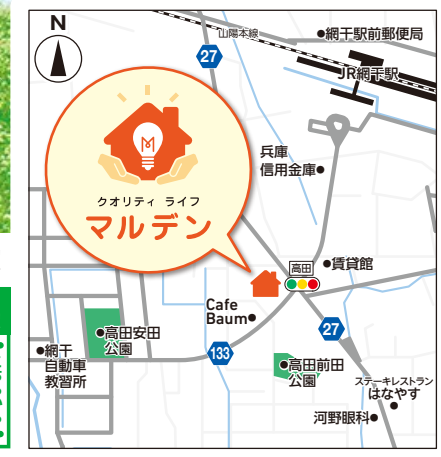 N
山陽本線
網干駅前郵便局
27
JR網干駅
兵庫
信用金庫
M
クオリティ ライフ
マルデン
高田
賃貸館
Cafe
Baum
27
133
高田安田
公園
網干
自動車
教習所
高田前田
公園
ステーキレストラン
はなやす
河野眼科